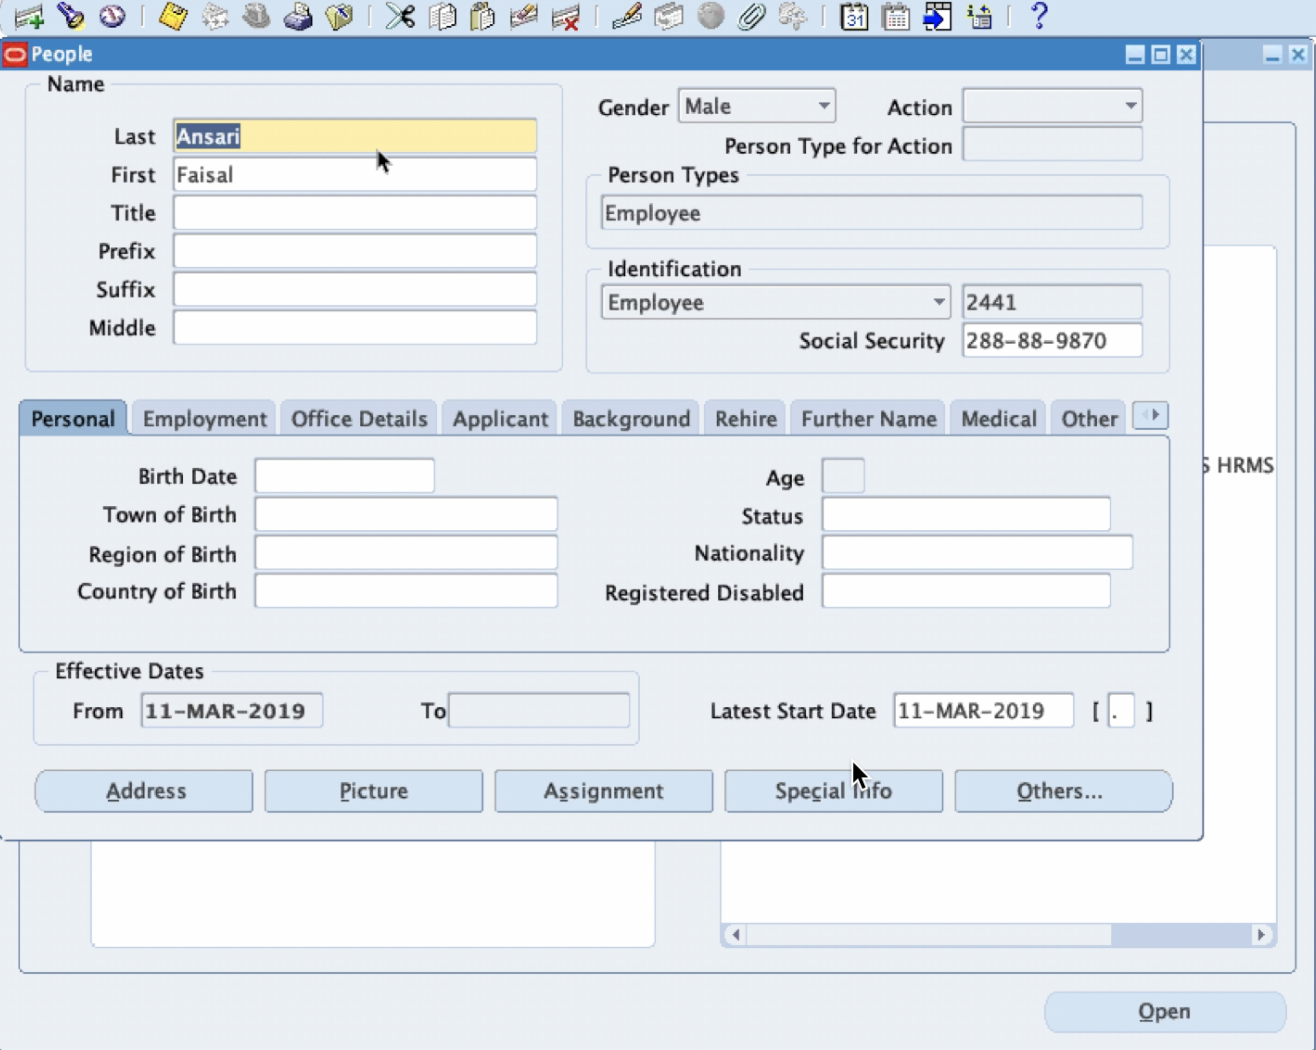 31
?
People
Name
Last Ansari
First Faisal
Title
Prefix
Suffix
Middle
Gender Male
Action
Person Type for Action
Person Types
Employee
Identification
Employee 2441
Social Security 288-88-9870
Personal Employment Office Details Applicant Background Rehire Further Name Medical Other
Birth Date
Town of Birth
Region of Birth
Country of Birth
Age
Status
Nationality
Registered Disabled
S HRMS
Effective Dates
From 11-MAR-2019 To
Latest Start Date 11-MAR-2019 [ . ]
Address Picture Assignment Special Info Others...
Open